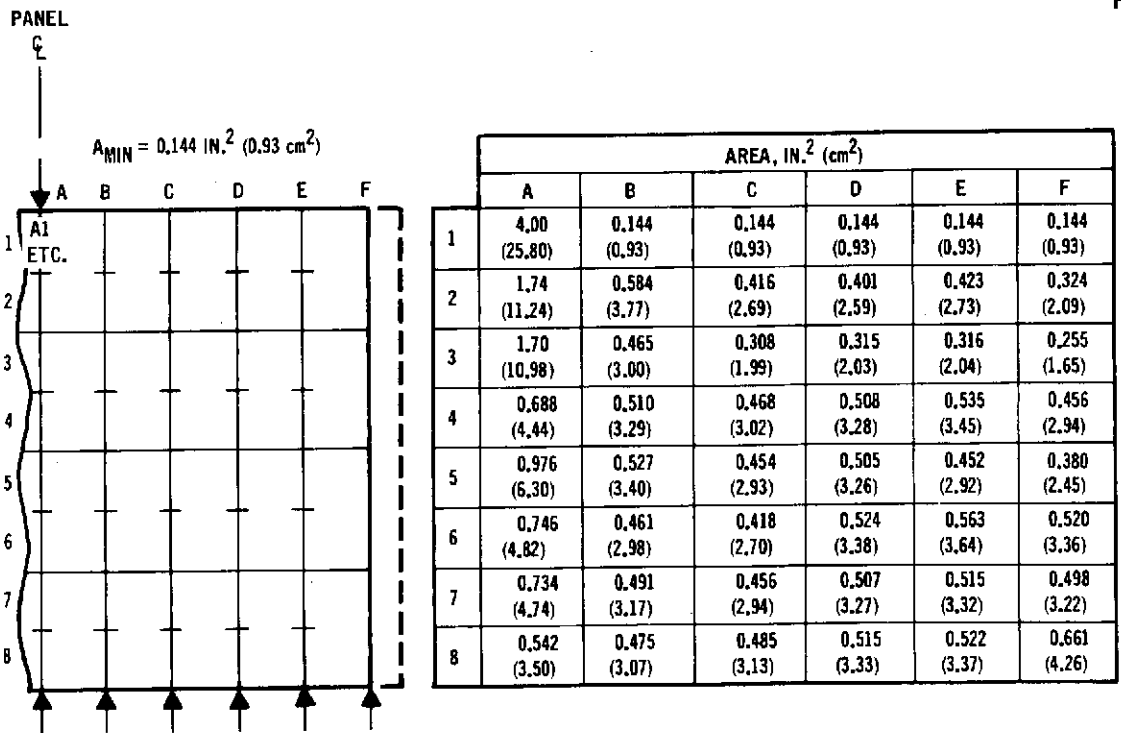 PANEL
℄
A_MIN = 0.144 IN.² (0.93 cm²)
A B C D E F
A1
ETC.
1
2
3
4
5
6
7
8
AREA, IN.² (cm²)
A B C D E F
1 4.00 0.144 0.144 0.144 0.144 0.144
(25.80) (0.93) (0.93) (0.93) (0.93) (0.93)
2 1.74 0.584 0.416 0.401 0.423 0.324
(11.24) (3.77) (2.69) (2.59) (2.73) (2.09)
3 1.70 0.465 0.308 0.315 0.316 0.255
(10.98) (3.00) (1.99) (2.03) (2.04) (1.65)
4 0.688 0.510 0.468 0.508 0.535 0.456
(4.44) (3.29) (3.02) (3.28) (3.45) (2.94)
5 0.976 0.527 0.454 0.505 0.452 0.380
(6.30) (3.40) (2.93) (3.26) (2.92) (2.45)
6 0.746 0.461 0.418 0.524 0.563 0.520
(4.82) (2.98) (2.70) (3.38) (3.64) (3.36)
7 0.734 0.491 0.456 0.507 0.515 0.498
(4.74) (3.17) (2.94) (3.27) (3.32) (3.22)
8 0.542 0.475 0.485 0.515 0.522 0.661
(3.50) (3.07) (3.13) (3.33) (3.37) (4.26)